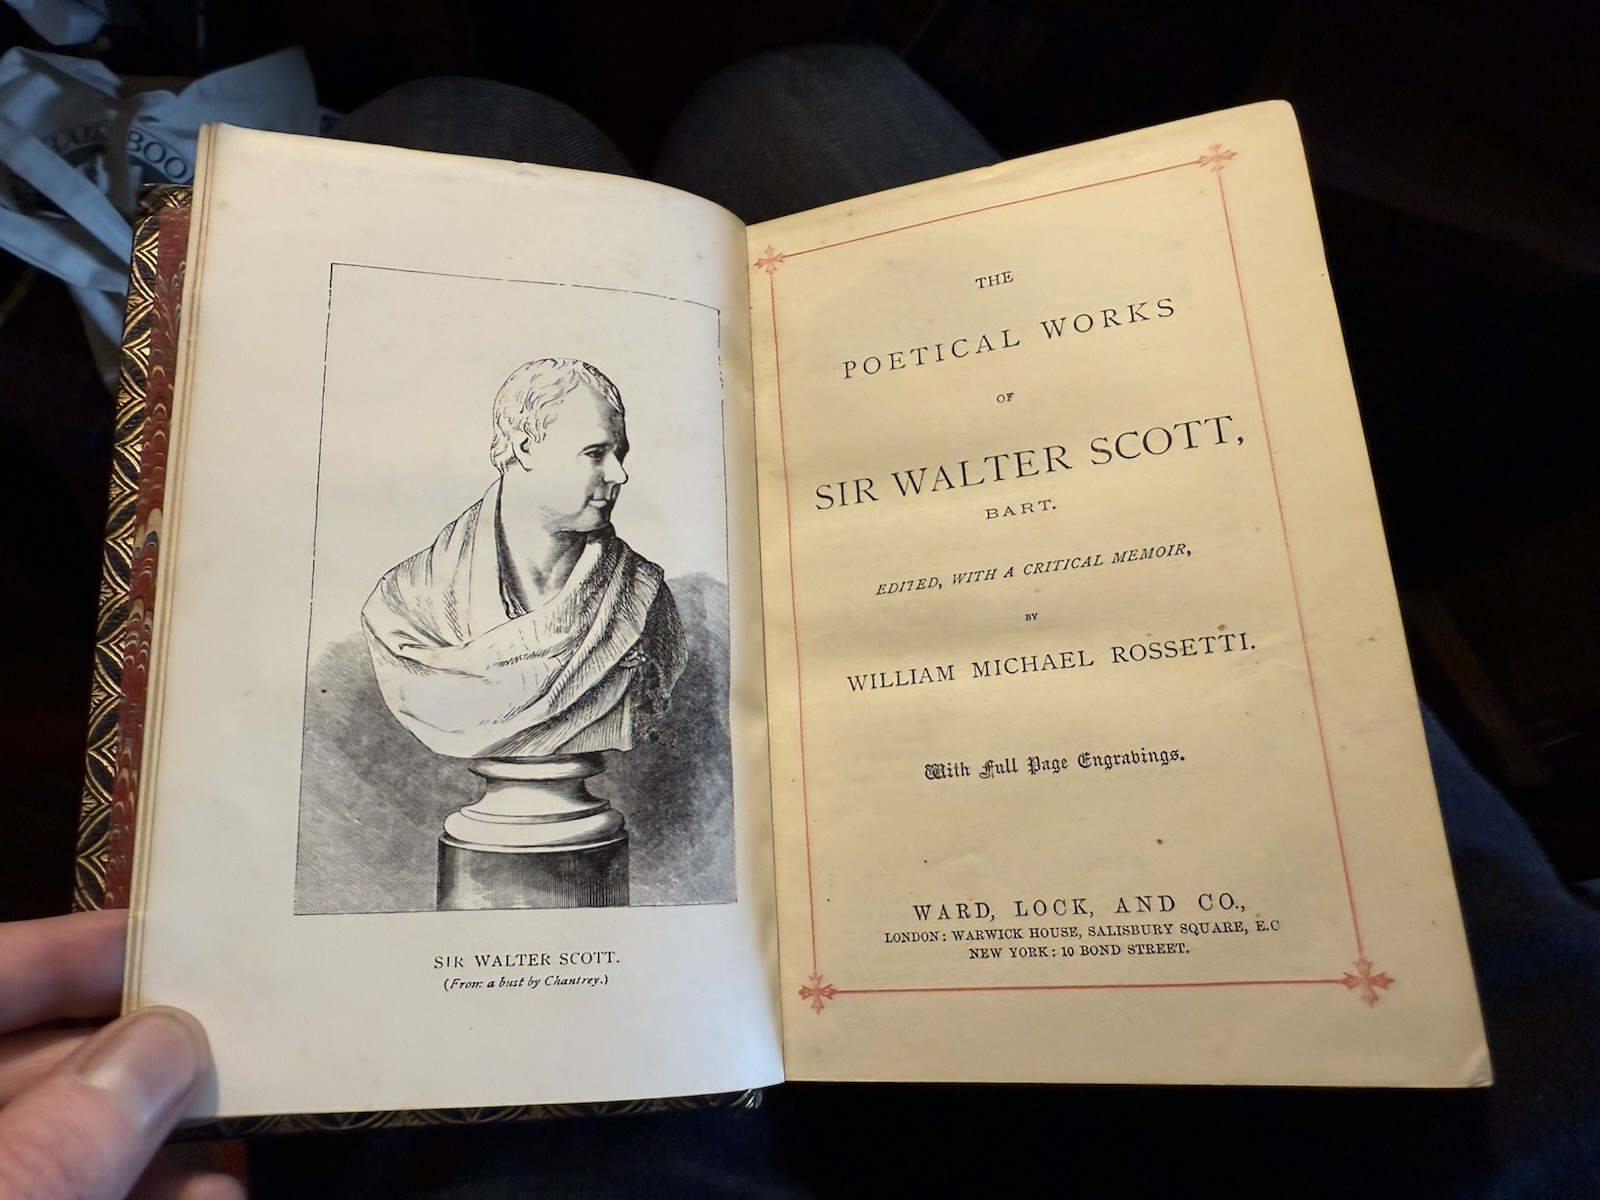 BOO
SIR WALTER SCOTT.
(From a bust by Chantrey.)
THE
POETICAL WORKS
OF
SIR WALTER SCOTT,
BART.
EDITED, WITH A CRITICAL MEMOIR,
BY
WILLIAM MICHAEL ROSSETTI.
With Full Page Engravings.
WARD, LOCK, AND CO.,
LONDON: WARWICK HOUSE, SALISBURY SQUARE, E.C
NEW YORK: 10 BOND STREET.